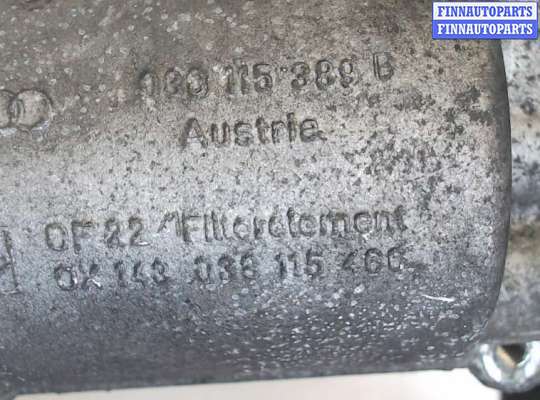 FINNAUTOPARTS
FINNAUTOPARTS
038 115 389 B
Austria
OF 22 / Filterelement
OX 143 038 115 466